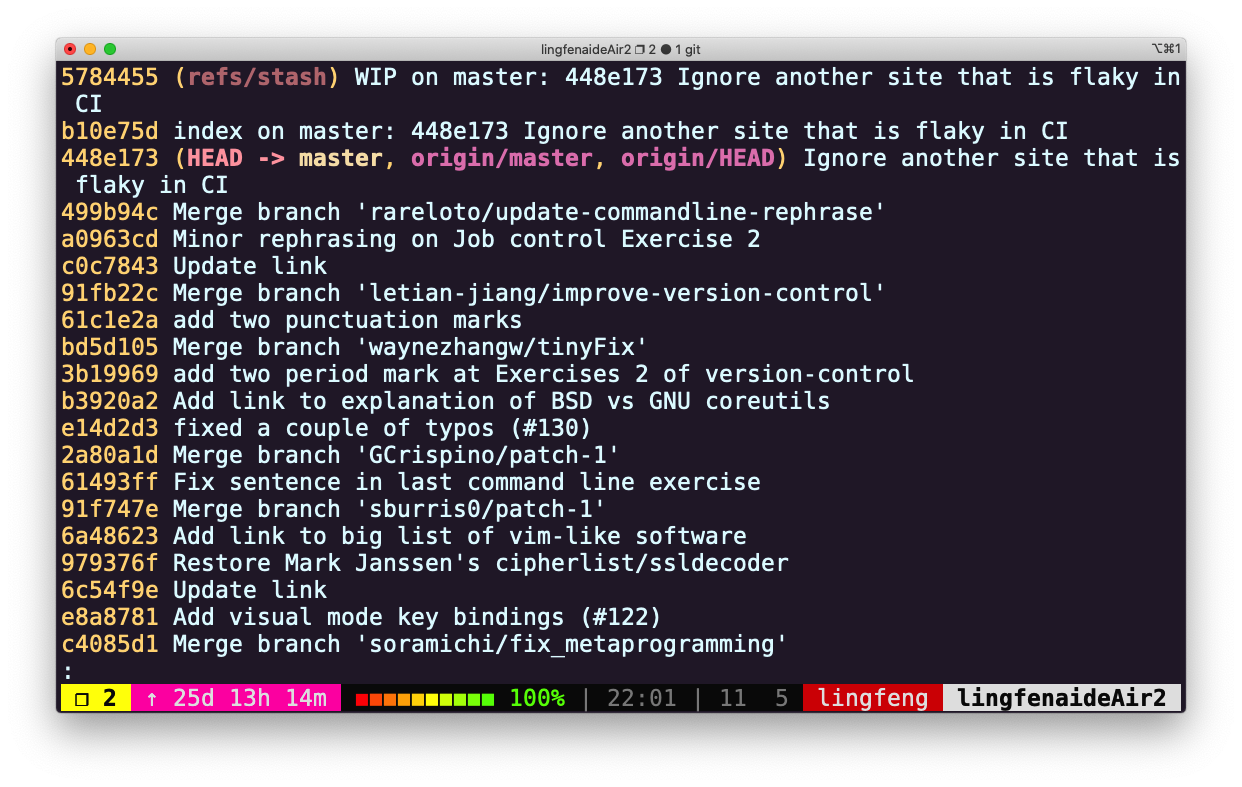 lingfenaideAir2 ❐ 2 ● 1 git ⌥⌘1
5784455 (refs/stash) WIP on master: 448e173 Ignore another site that is flaky in
CI
b10e75d index on master: 448e173 Ignore another site that is flaky in CI
448e173 (HEAD -> master, origin/master, origin/HEAD) Ignore another site that is
flaky in CI
499b94c Merge branch 'rareloto/update-commandline-rephrase'
a0963cd Minor rephrasing on Job control Exercise 2
c0c7843 Update link
91fb22c Merge branch 'letian-jiang/improve-version-control'
61c1e2a add two punctuation marks
bd5d105 Merge branch 'waynezhangw/tinyFix'
3b19969 add two period mark at Exercises 2 of version-control
b3920a2 Add link to explanation of BSD vs GNU coreutils
e14d2d3 fixed a couple of typos (#130)
2a80a1d Merge branch 'GCrispino/patch-1'
61493ff Fix sentence in last command line exercise
91f747e Merge branch 'sburris0/patch-1'
6a48623 Add link to big list of vim-like software
979376f Restore Mark Janssen's cipherlist/ssldecoder
6c54f9e Update link
e8a8781 Add visual mode key bindings (#122)
c4085d1 Merge branch 'soramichi/fix_metaprogramming'
:
❐ 2 ↑ 25d 13h 14m 100% | 22:01 | 11 5 lingfeng lingfenaideAir2